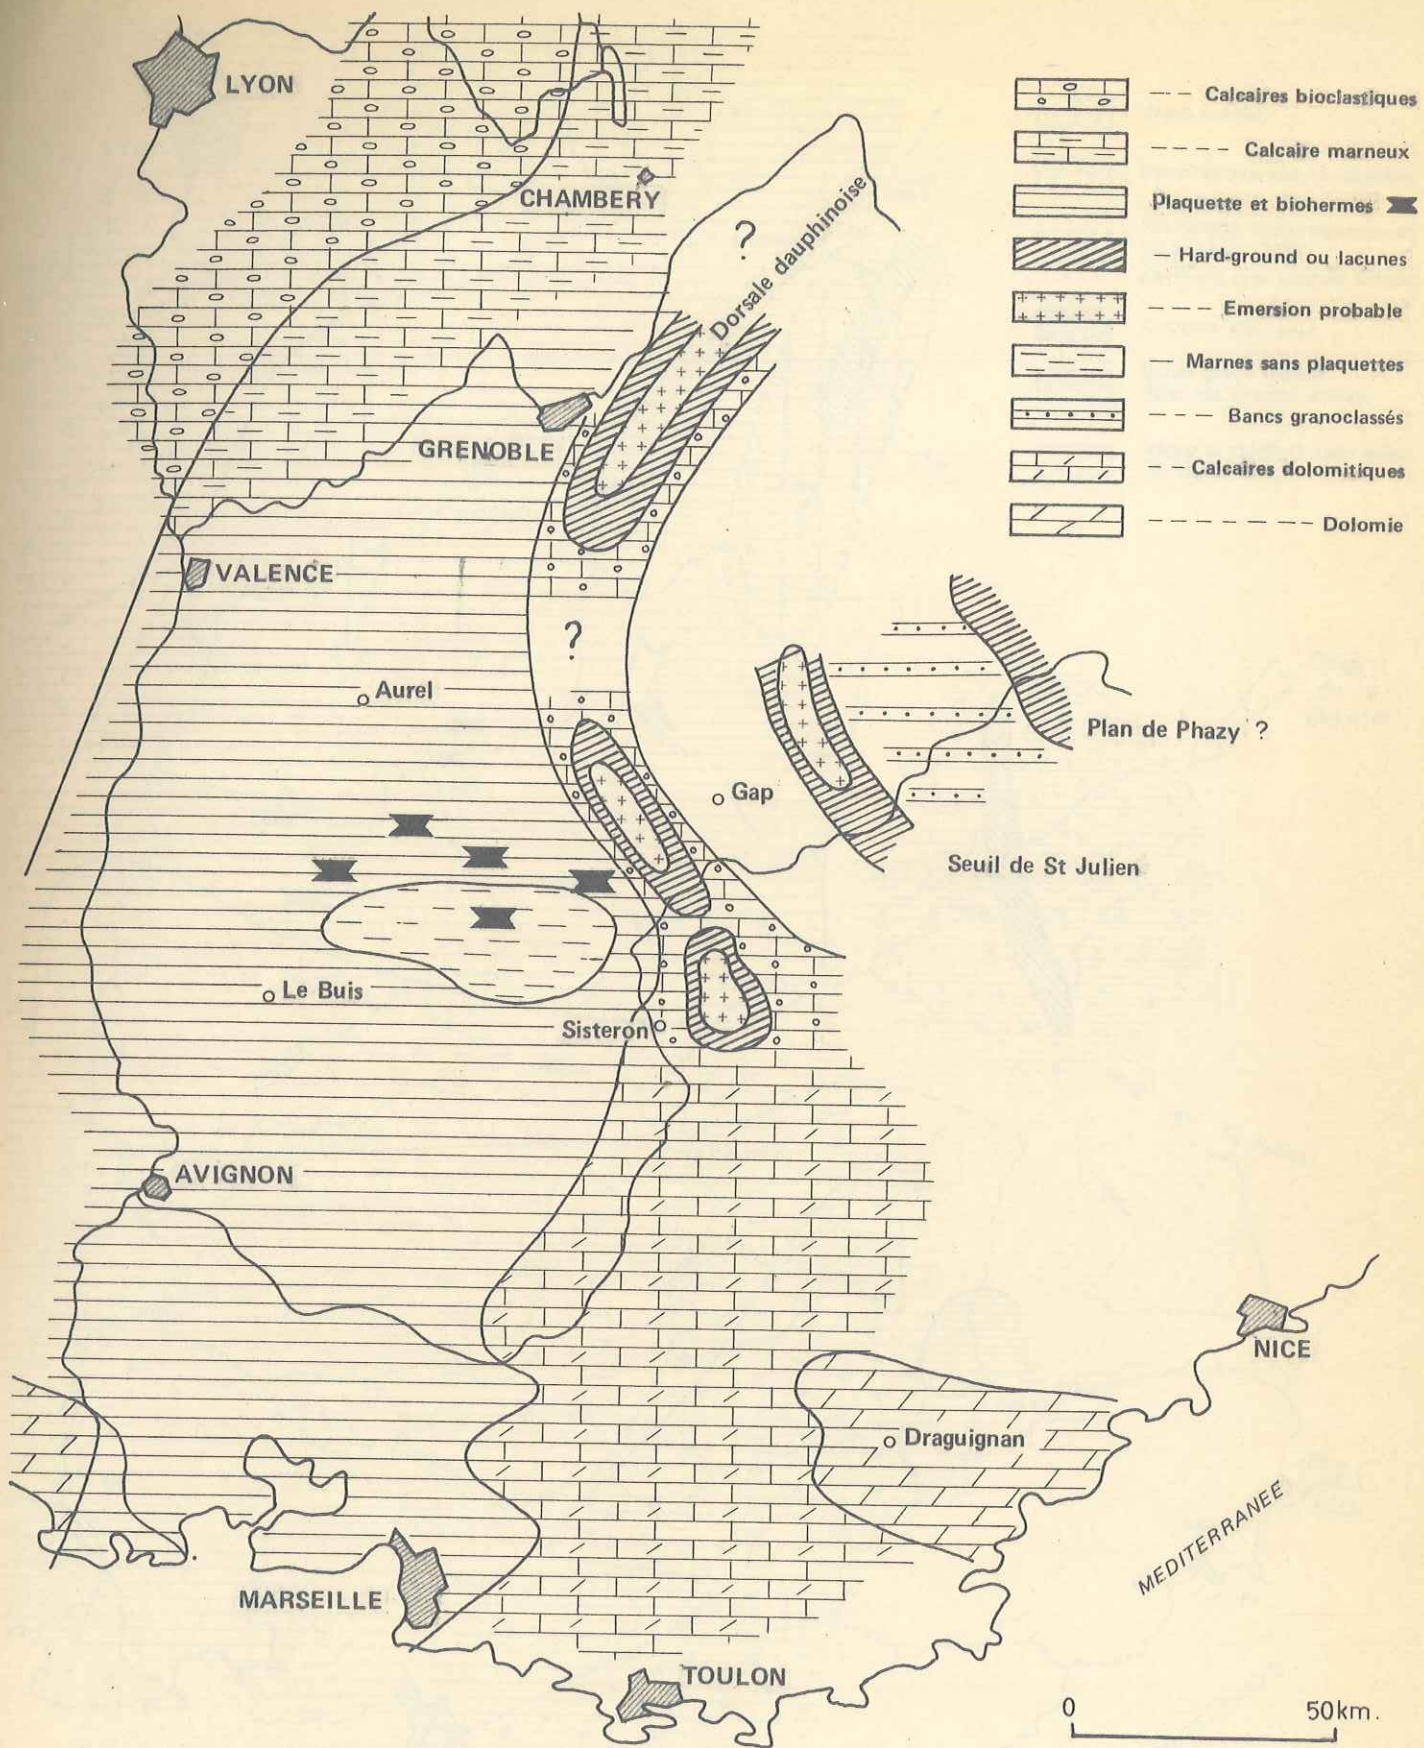 LYON
Calcaires bioclastiques
Calcaire marneux
CHAMBERY
Plaquette et biohermes
?
Dorsale dauphinoise
Hard-ground ou lacunes
Emersion probable
Marnes sans plaquettes
Bancs granoclassés
GRENOBLE
Calcaires dolomitiques
Dolomie
VALENCE
?
Aurel
Plan de Phazy ?
Gap
Seuil de St Julien
Le Buis
Sisteron
AVIGNON
NICE
Draguignan
MEDITERRANEE
MARSEILLE
TOULON
0 50km.